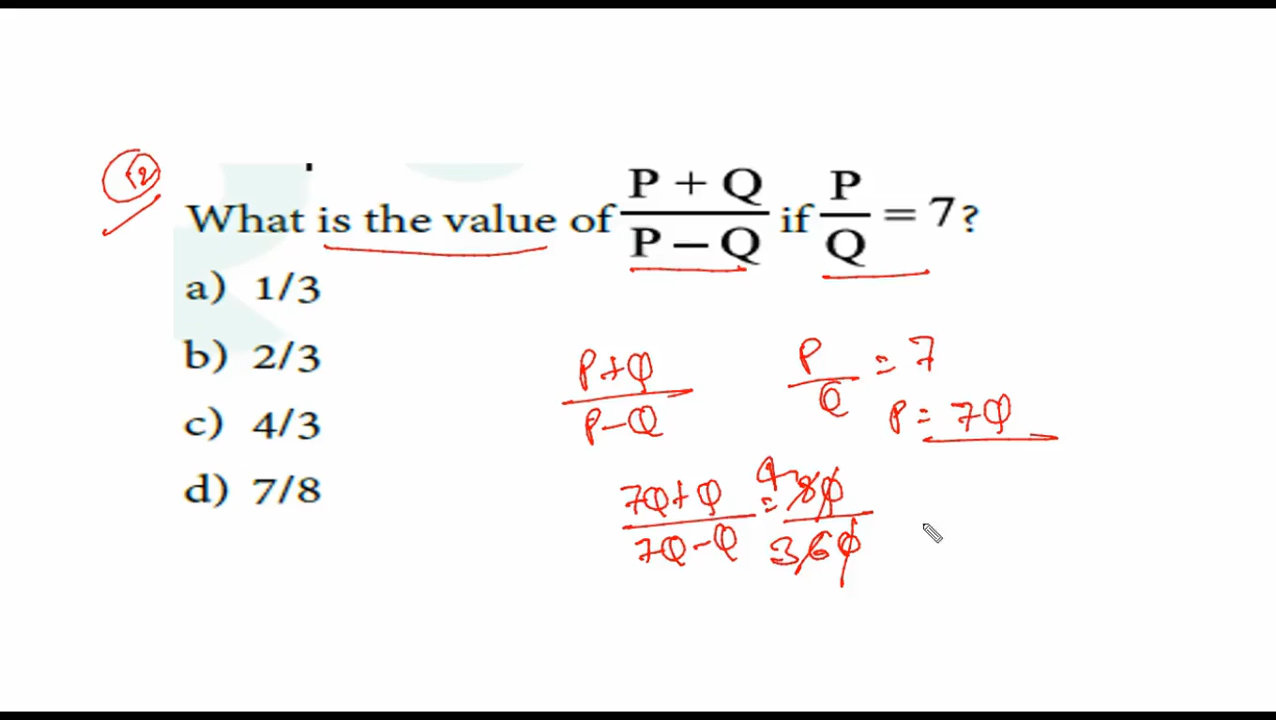 12
What is the value of P + Q / P − Q if P / Q = 7?
a) 1/3
b) 2/3
c) 4/3
d) 7/8
P+Q / P−Q
P / Q = 7
P = 7Q
7Q+Q / 7Q−Q = 4 8Q / 3 6Q